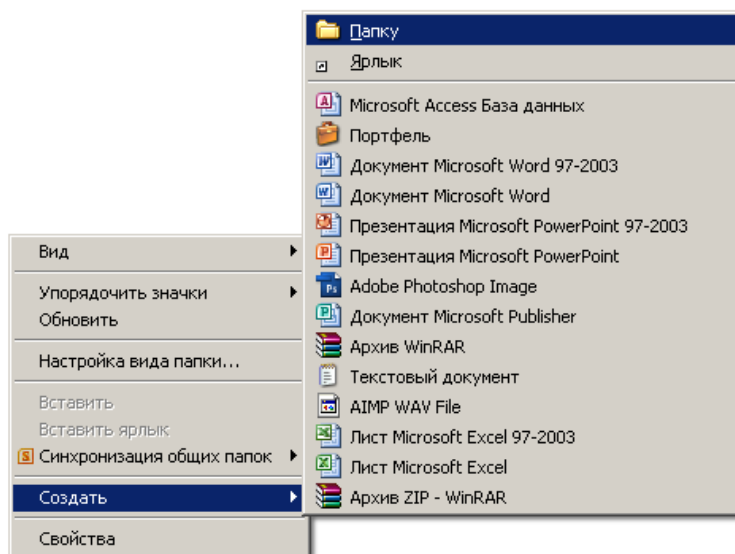 Папку
Ярлык
Microsoft Access База данных
Портфель
Документ Microsoft Word 97-2003
Документ Microsoft Word
Презентация Microsoft PowerPoint 97-2003
Презентация Microsoft PowerPoint
Adobe Photoshop Image
Документ Microsoft Publisher
Архив WinRAR
Текстовый документ
AIMP WAV File
Лист Microsoft Excel 97-2003
Лист Microsoft Excel
Архив ZIP - WinRAR
Вид
Упорядочить значки
Обновить
Настройка вида папки...
Вставить
Вставить ярлык
Синхронизация общих папок
Создать
Свойства